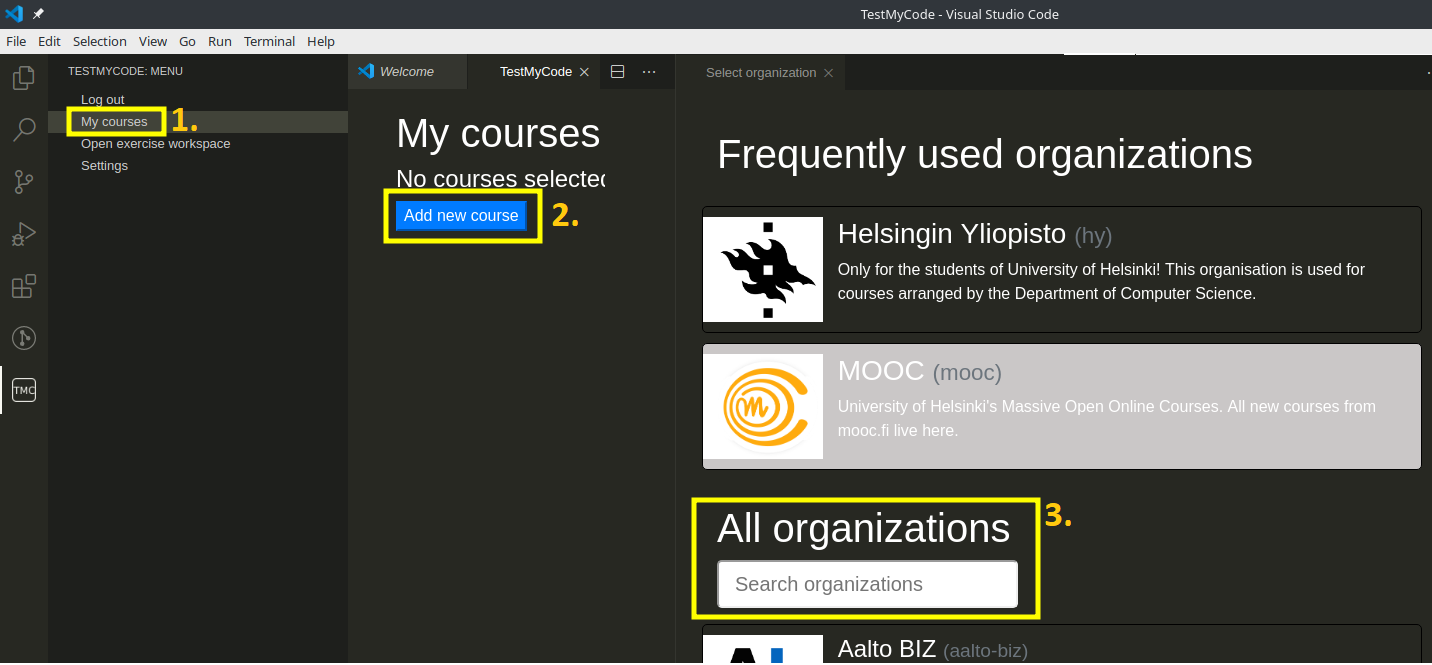 TestMyCode - Visual Studio Code
File Edit Selection View Go Run Terminal Help
TESTMYCODE: MENU
Log out
My courses
1.
Open exercise workspace
Settings
TMC
Welcome
TestMyCode
My courses
No courses selected
Add new course
2.
Select organization
Frequently used organizations
Helsingin Yliopisto (hy)
Only for the students of University of Helsinki! This organisation is used for
courses arranged by the Department of Computer Science.
MOOC (mooc)
University of Helsinki's Massive Open Online Courses. All new courses from
mooc.fi live here.
All organizations
3.
Search organizations
Aalto BIZ (aalto-biz)